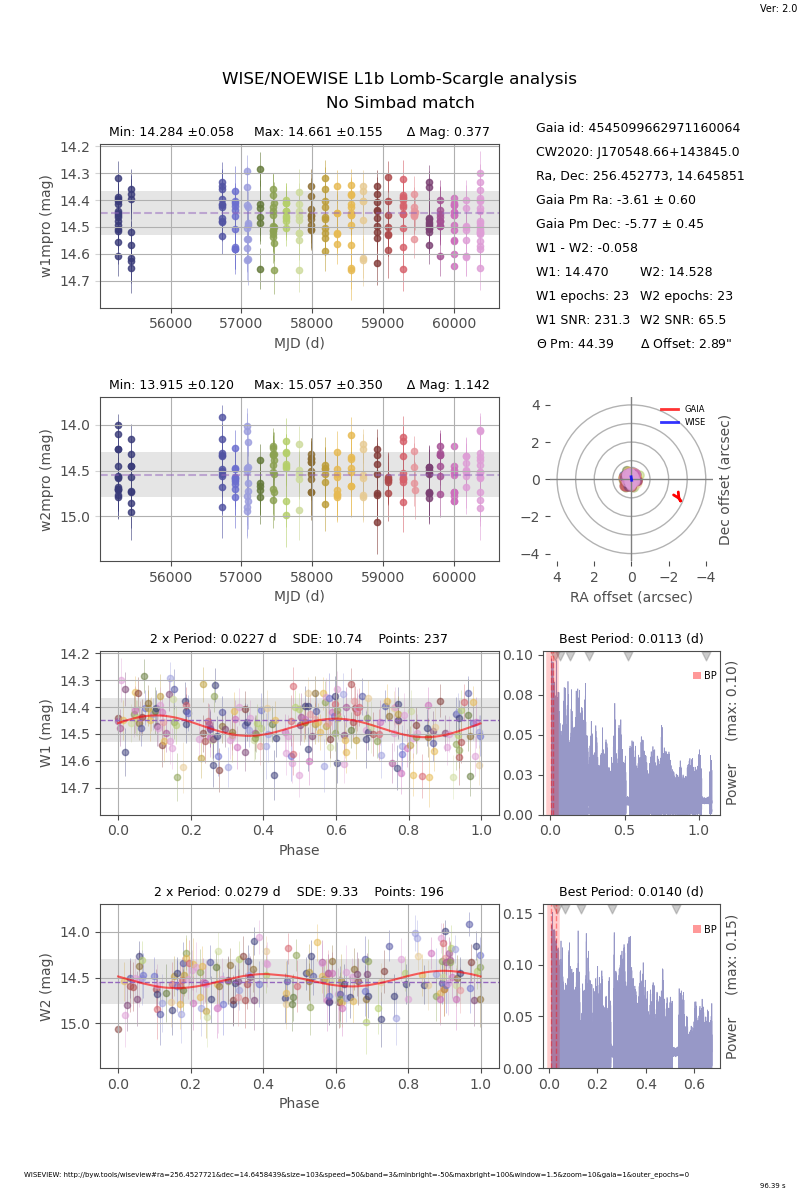 Ver: 2.0
WISE/NOEWISE L1b Lomb-Scargle analysis
No Simbad match
Min: 14.284 ±0.058 Max: 14.661 ±0.155 Δ Mag: 0.377
14.2
14.3
14.4
14.5
14.6
14.7
w1mpro (mag)
56000 57000 58000 59000 60000
MJD (d)
Gaia id: 4545099662971160064
CW2020: J170548.66+143845.0
Ra, Dec: 256.452773, 14.645851
Gaia Pm Ra: -3.61 ± 0.60
Gaia Pm Dec: -5.77 ± 0.45
W1 - W2: -0.058
W1: 14.470 W2: 14.528
W1 epochs: 23 W2 epochs: 23
W1 SNR: 231.3 W2 SNR: 65.5
Θ Pm: 44.39 Δ Offset: 2.89"
Min: 13.915 ±0.120 Max: 15.057 ±0.350 Δ Mag: 1.142
14.0
14.5
15.0
w2mpro (mag)
56000 57000 58000 59000 60000
MJD (d)
GAIA
WISE
4
2
0
−2
−4
4 2 0 −2 −4
RA offset (arcsec)
Dec offset (arcsec)
2 x Period: 0.0227 d SDE: 10.74 Points: 237
14.2
14.3
14.4
14.5
14.6
14.7
W1 (mag)
0.0 0.2 0.4 0.6 0.8 1.0
Phase
Best Period: 0.0113 (d)
BP
0.10
0.08
0.05
0.03
0.00
0.0 0.5 1.0
Power (max: 0.10)
2 x Period: 0.0279 d SDE: 9.33 Points: 196
14.0
14.5
15.0
W2 (mag)
0.0 0.2 0.4 0.6 0.8 1.0
Phase
Best Period: 0.0140 (d)
BP
0.15
0.10
0.05
0.00
0.0 0.2 0.4 0.6
Power (max: 0.15)
WISEVIEW: http://byw.tools/wiseview#ra=256.4527721&dec=14.6458439&size=103&speed=50&band=3&minbright=-50&maxbright=100&window=1.5&zoom=10&gaia=1&outer_epochs=0
96.39 s